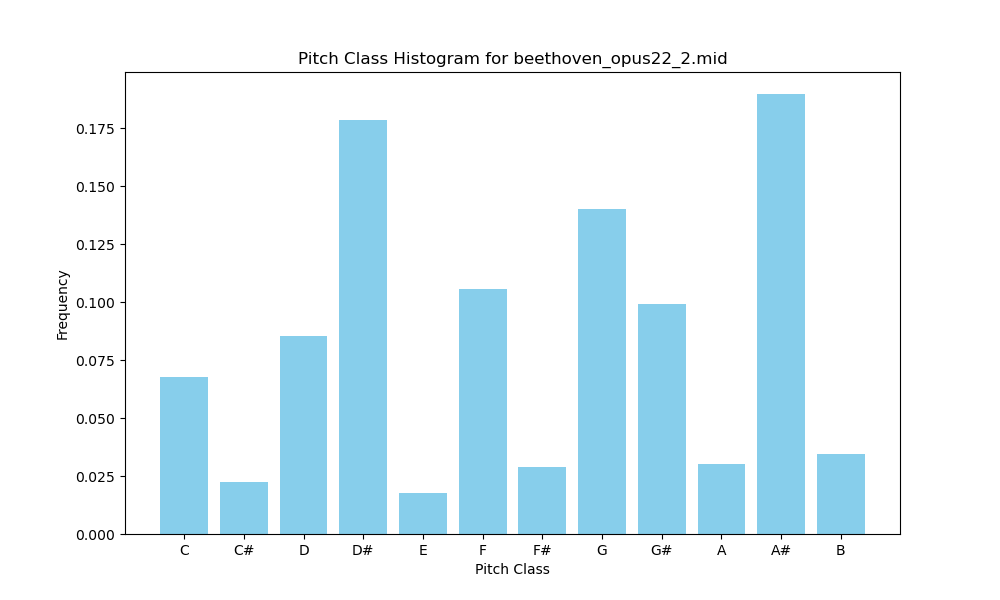 Pitch Class Histogram for beethoven_opus22_2.mid
Frequency
0.175
0.150
0.125
0.100
0.075
0.050
0.025
0.000
C C# D D# E F F# G G# A A# B
Pitch Class